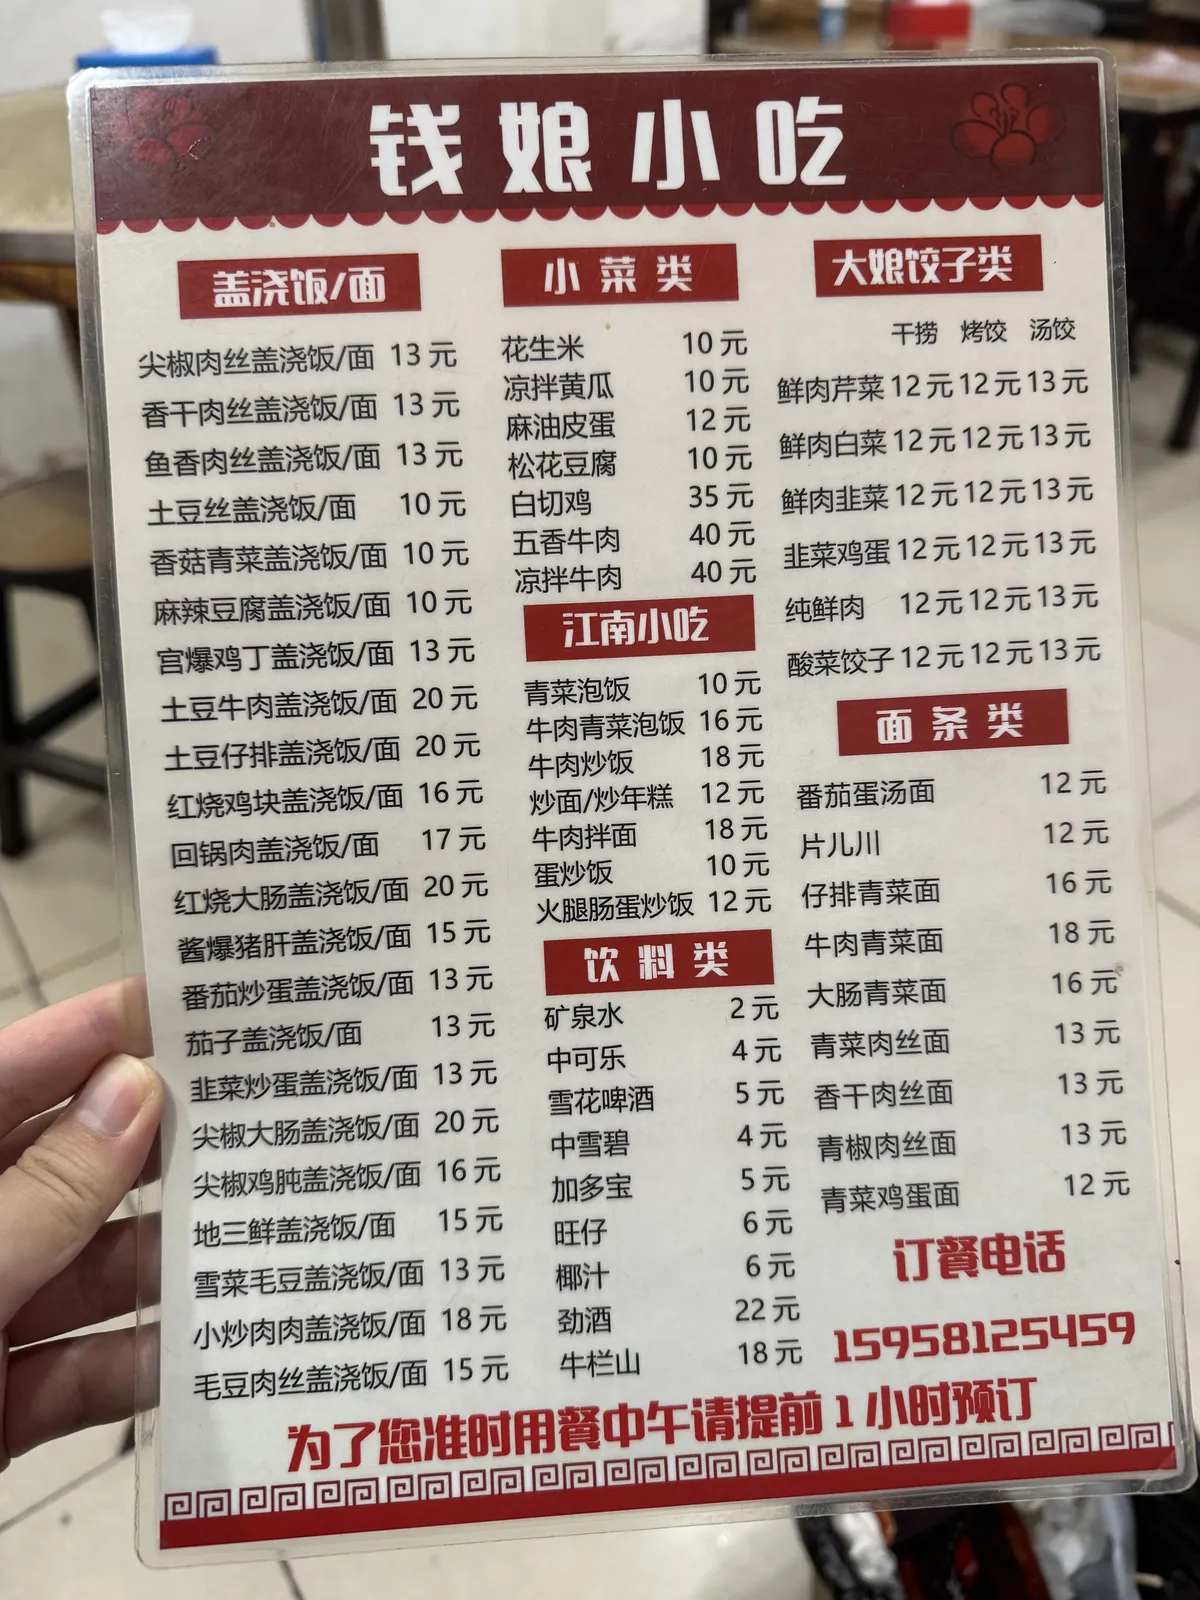 钱娘小吃
盖浇饭/面
尖椒肉丝盖浇饭/面 13元
香干肉丝盖浇饭/面 13元
鱼香肉丝盖浇饭/面 13元
土豆丝盖浇饭/面 10元
香菇青菜盖浇饭/面 10元
麻辣豆腐盖浇饭/面 10元
宫爆鸡丁盖浇饭/面 13元
土豆牛肉盖浇饭/面 20元
土豆仔排盖浇饭/面 20元
红烧鸡块盖浇饭/面 16元
回锅肉盖浇饭/面 17元
红烧大肠盖浇饭/面 20元
酱爆猪肝盖浇饭/面 15元
番茄炒蛋盖浇饭/面 13元
茄子盖浇饭/面 13元
韭菜炒蛋盖浇饭/面 13元
尖椒大肠盖浇饭/面 20元
尖椒鸡肫盖浇饭/面 16元
地三鲜盖浇饭/面 15元
雪菜毛豆盖浇饭/面 13元
小炒肉肉盖浇饭/面 18元
毛豆肉丝盖浇饭/面 15元
小菜类
花生米 10元
凉拌黄瓜 10元
麻油皮蛋 12元
松花豆腐 10元
白切鸡 35元
五香牛肉 40元
凉拌牛肉 40元
江南小吃
青菜泡饭 10元
牛肉青菜泡饭 16元
牛肉炒饭 18元
炒面/炒年糕 12元
牛肉拌面 18元
蛋炒饭 10元
火腿肠蛋炒饭 12元
饮料类
矿泉水 2元
中可乐 4元
雪花啤酒 5元
中雪碧 4元
加多宝 5元
旺仔 6元
椰汁 6元
劲酒 22元
牛栏山 18元
大娘饺子类
干捞 烤饺 汤饺
鲜肉芹菜 12元 12元 13元
鲜肉白菜 12元 12元 13元
鲜肉韭菜 12元 12元 13元
韭菜鸡蛋 12元 12元 13元
纯鲜肉 12元 12元 13元
酸菜饺子 12元 12元 13元
面条类
番茄蛋汤面 12元
片儿川 12元
仔排青菜面 16元
牛肉青菜面 18元
大肠青菜面 16元
青菜肉丝面 13元
香干肉丝面 13元
青椒肉丝面 13元
青菜鸡蛋面 12元
订餐电话
15958125459
为了您准时用餐中午请提前1小时预订